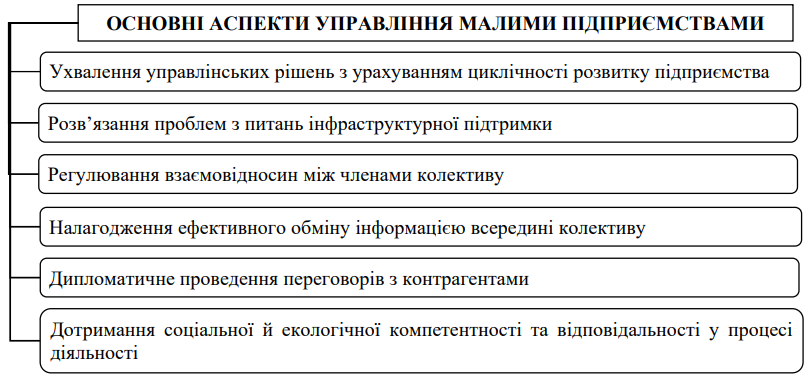 ОСНОВНІ АСПЕКТИ УПРАВЛІННЯ МАЛИМИ ПІДПРИЄМСТВАМИ
Ухвалення управлінських рішень з урахуванням циклічності розвитку підприємства
Розв’язання проблем з питань інфраструктурної підтримки
Регулювання взаємовідносин між членами колективу
Налагодження ефективного обміну інформацією всередині колективу
Дипломатичне проведення переговорів з контрагентами
Дотримання соціальної й екологічної компетентності та відповідальності у процесі
діяльності